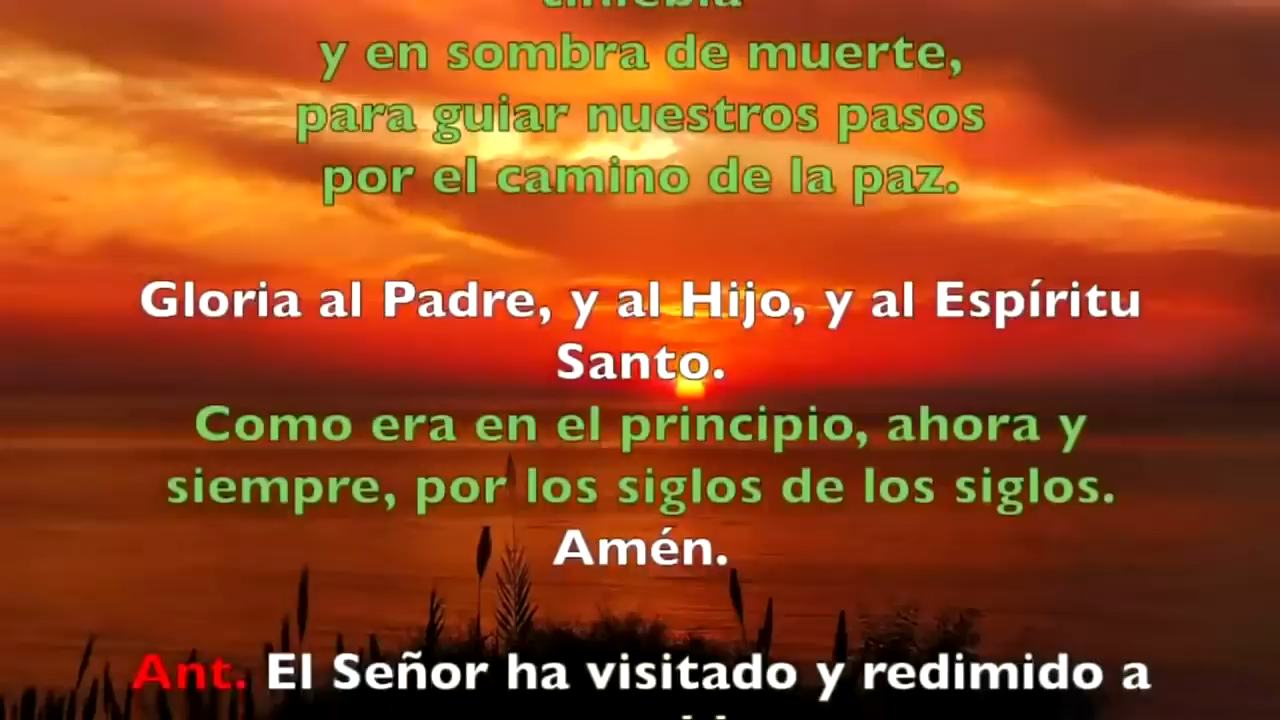 y en sombra de muerte,
para guiar nuestros pasos
por el camino de la paz.
Gloria al Padre, y al Hijo, y al Espíritu
Santo.
Como era en el principio, ahora y
siempre, por los siglos de los siglos.
Amén.
Ant. El Señor ha visitado y redimido a